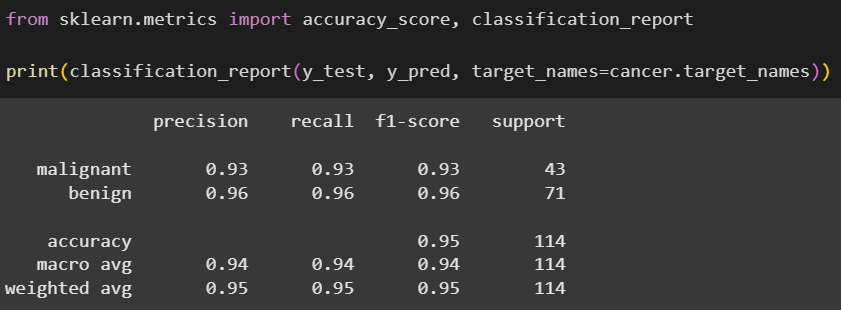 from sklearn.metrics import accuracy_score, classification_report
print(classification_report(y_test, y_pred, target_names=cancer.target_names))
precision recall f1-score support
malignant 0.93 0.93 0.93 43
benign 0.96 0.96 0.96 71
accuracy 0.95 114
macro avg 0.94 0.94 0.94 114
weighted avg 0.95 0.95 0.95 114